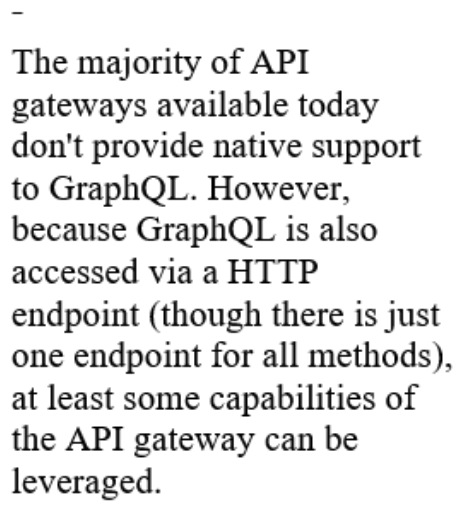 -
The majority of API
gateways available today
don't provide native support
to GraphQL. However,
because GraphQL is also
accessed via a HTTP
endpoint (though there is just
one endpoint for all methods),
at least some capabilities of
the API gateway can be
leveraged.